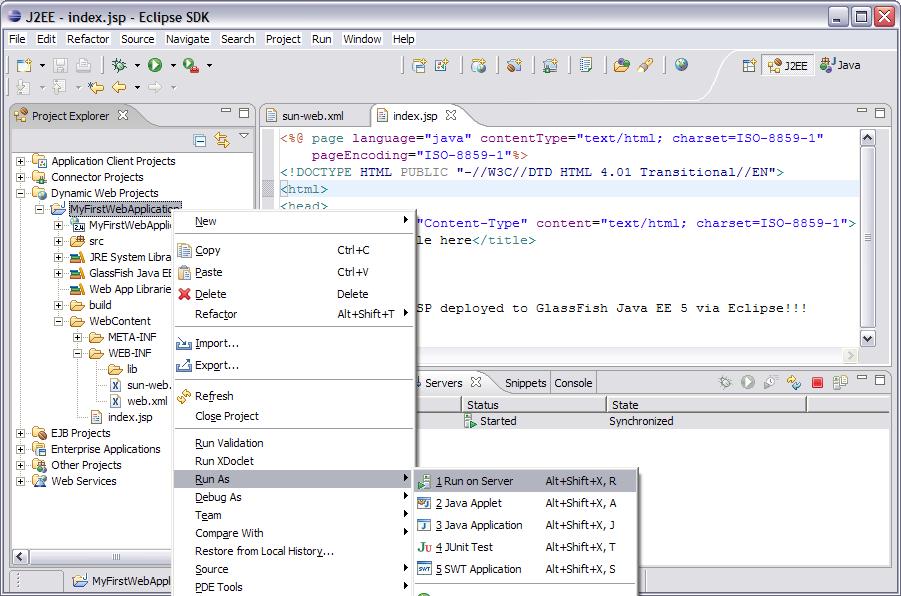 J2EE - index.jsp - Eclipse SDK
File Edit Refactor Source Navigate Search Project Run Window Help
J2EE Java
Project Explorer
sun-web.xml index.jsp
<%@ page language="java" contentType="text/html; charset=ISO-8859-1"
pageEncoding="ISO-8859-1"%>
<!DOCTYPE HTML PUBLIC "-//W3C//DTD HTML 4.01 Transitional//EN">
<html>
<head>
"Content-Type" content="text/html; charset=ISO-8859-1">
le here</title>
SP deployed to GlassFish Java EE 5 via Eclipse!!!
Application Client Projects
Connector Projects
Dynamic Web Projects
MyFirstWebApplication
MyFirstWebAppli
src
JRE System Libra
GlassFish Java EE
Web App Libraries
build
WebContent
META-INF
WEB-INF
lib
sun-web.
web.xml
index.jsp
EJB Projects
Enterprise Applications
Other Projects
Web Services
New
Copy Ctrl+C
Paste Ctrl+V
Delete Delete
Refactor Alt+Shift+T
Import...
Export...
Refresh
Close Project
Run Validation
Run XDoclet
Run As
Debug As
Team
Compare With
Restore from Local History...
Source
PDE Tools
Servers Snippets Console
Status State
Started Synchronized
1 Run on Server Alt+Shift+X, R
2 Java Applet Alt+Shift+X, A
3 Java Application Alt+Shift+X, J
4 JUnit Test Alt+Shift+X, T
5 SWT Application Alt+Shift+X, S
MyFirstWebAppl